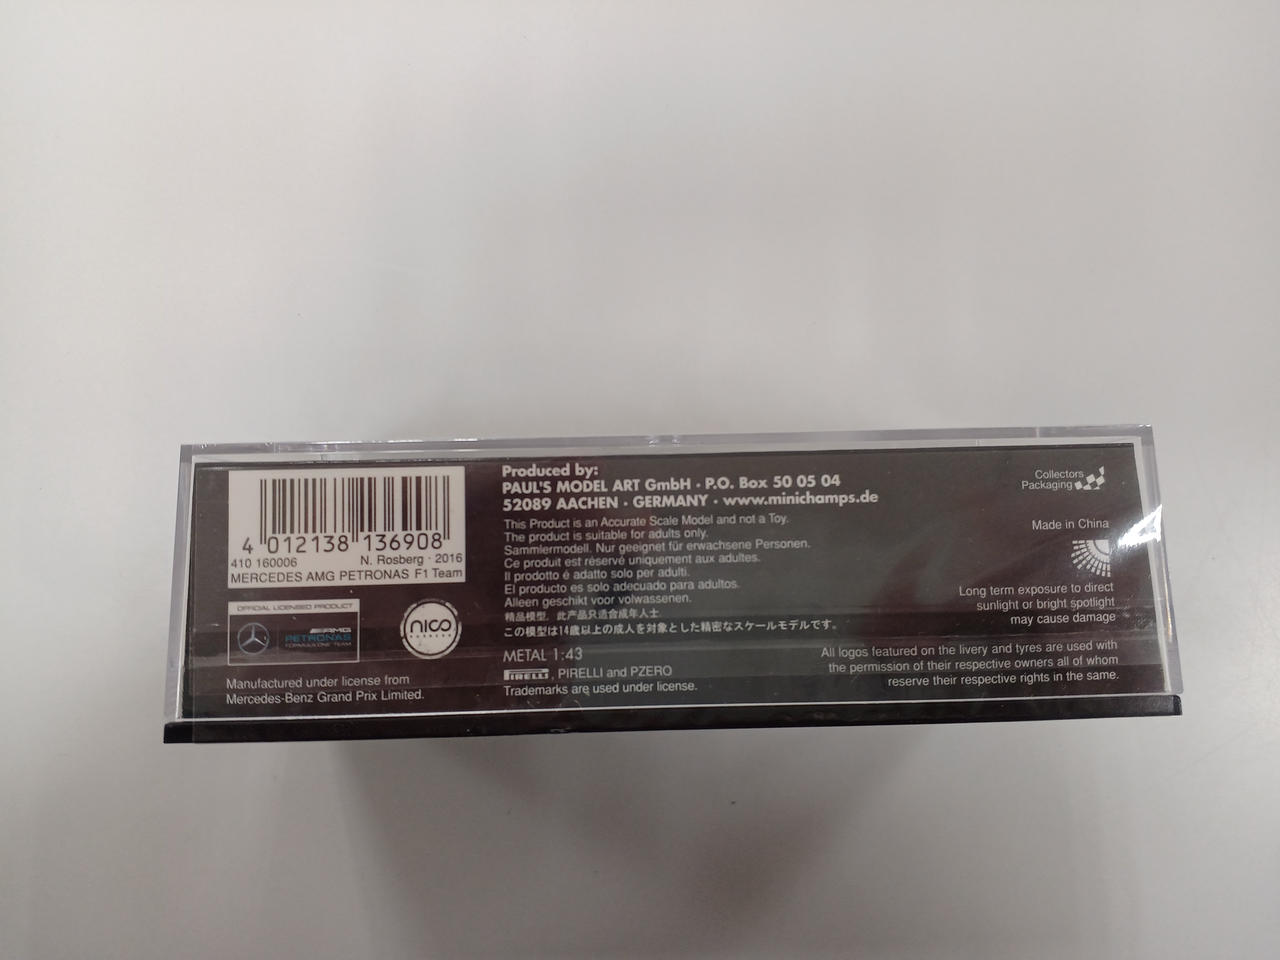 4 012138 136908
410 160006 N. Rosberg · 2016
MERCEDES AMG PETRONAS F1 Team
OFFICIAL LICENSED PRODUCT
AMG
PETRONAS
FORMULA ONE TEAM
nico
Manufactured under license from
Mercedes-Benz Grand Prix Limited.
Produced by:
PAUL'S MODEL ART GmbH · P.O. Box 50 05 04
52089 AACHEN · GERMANY · www.minichamps.de
This Product is an Accurate Scale Model and not a Toy.
The product is suitable for adults only.
Sammlermodell. Nur geeignet für erwachsene Personen.
Ce produit est réservé uniquement aux adultes.
Il prodotto é adatto solo per adulti.
El producto es solo adecuado para adultos.
Alleen geschikt voor volwassenen.
精品模型, 此产品只适合成年人士
この模型は14歳以上の成人を対象とした精密なスケールモデルです。
METAL 1:43
PIRELLI, PIRELLI and PZERO
Trademarks are used under license.
Collectors
Packaging
Made in China
Long term exposure to direct
sunlight or bright spotlight
may cause damage
All logos featured on the livery and tyres are used with
the permission of their respective owners all of whom
reserve their respective rights in the same.